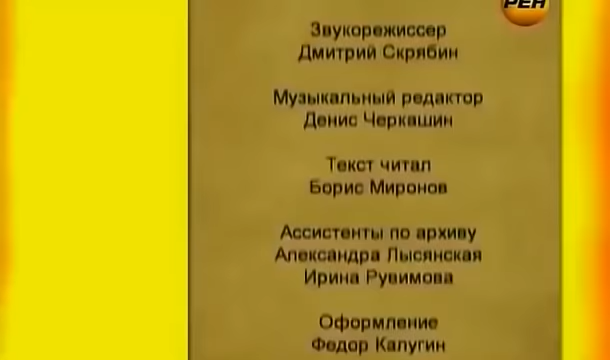 РЕН
Звукорежиссер
Дмитрий Скрябин
Музыкальный редактор
Денис Черкашин
Текст читал
Борис Миронов
Ассистенты по архиву
Александра Лысянская
Ирина Рувимова
Оформление
Федор Калугин